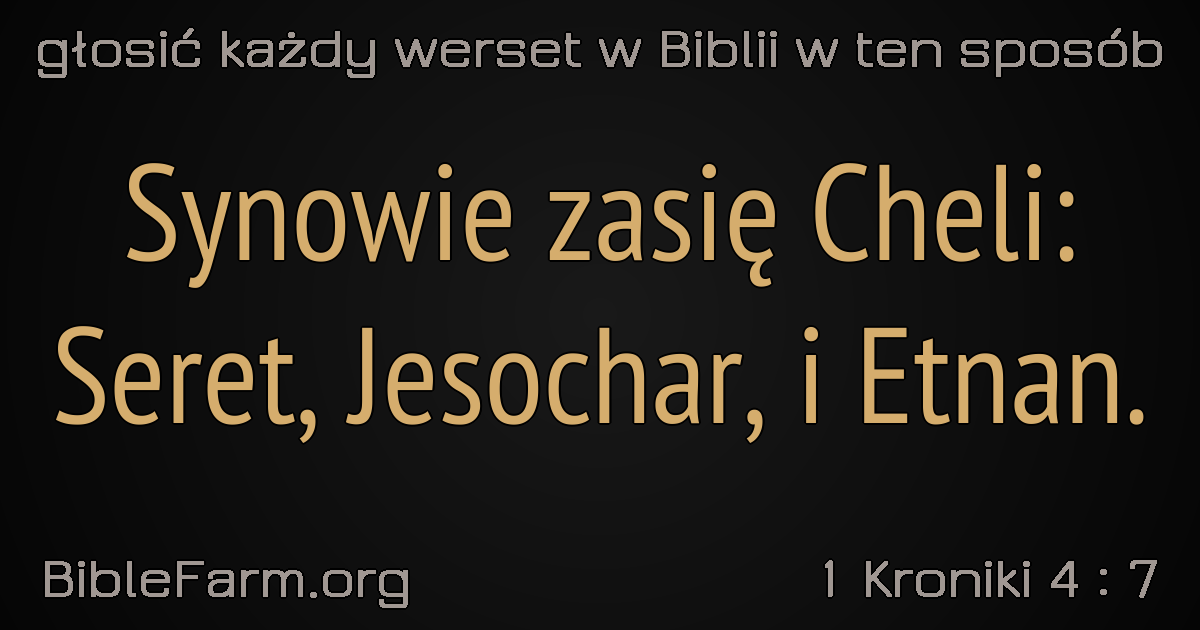 głosić każdy werset w Biblii w ten sposób
Synowie zasię Cheli:
Seret, Jesochar, i Etnan.
BibleFarm.org
1 Kroniki 4 : 7